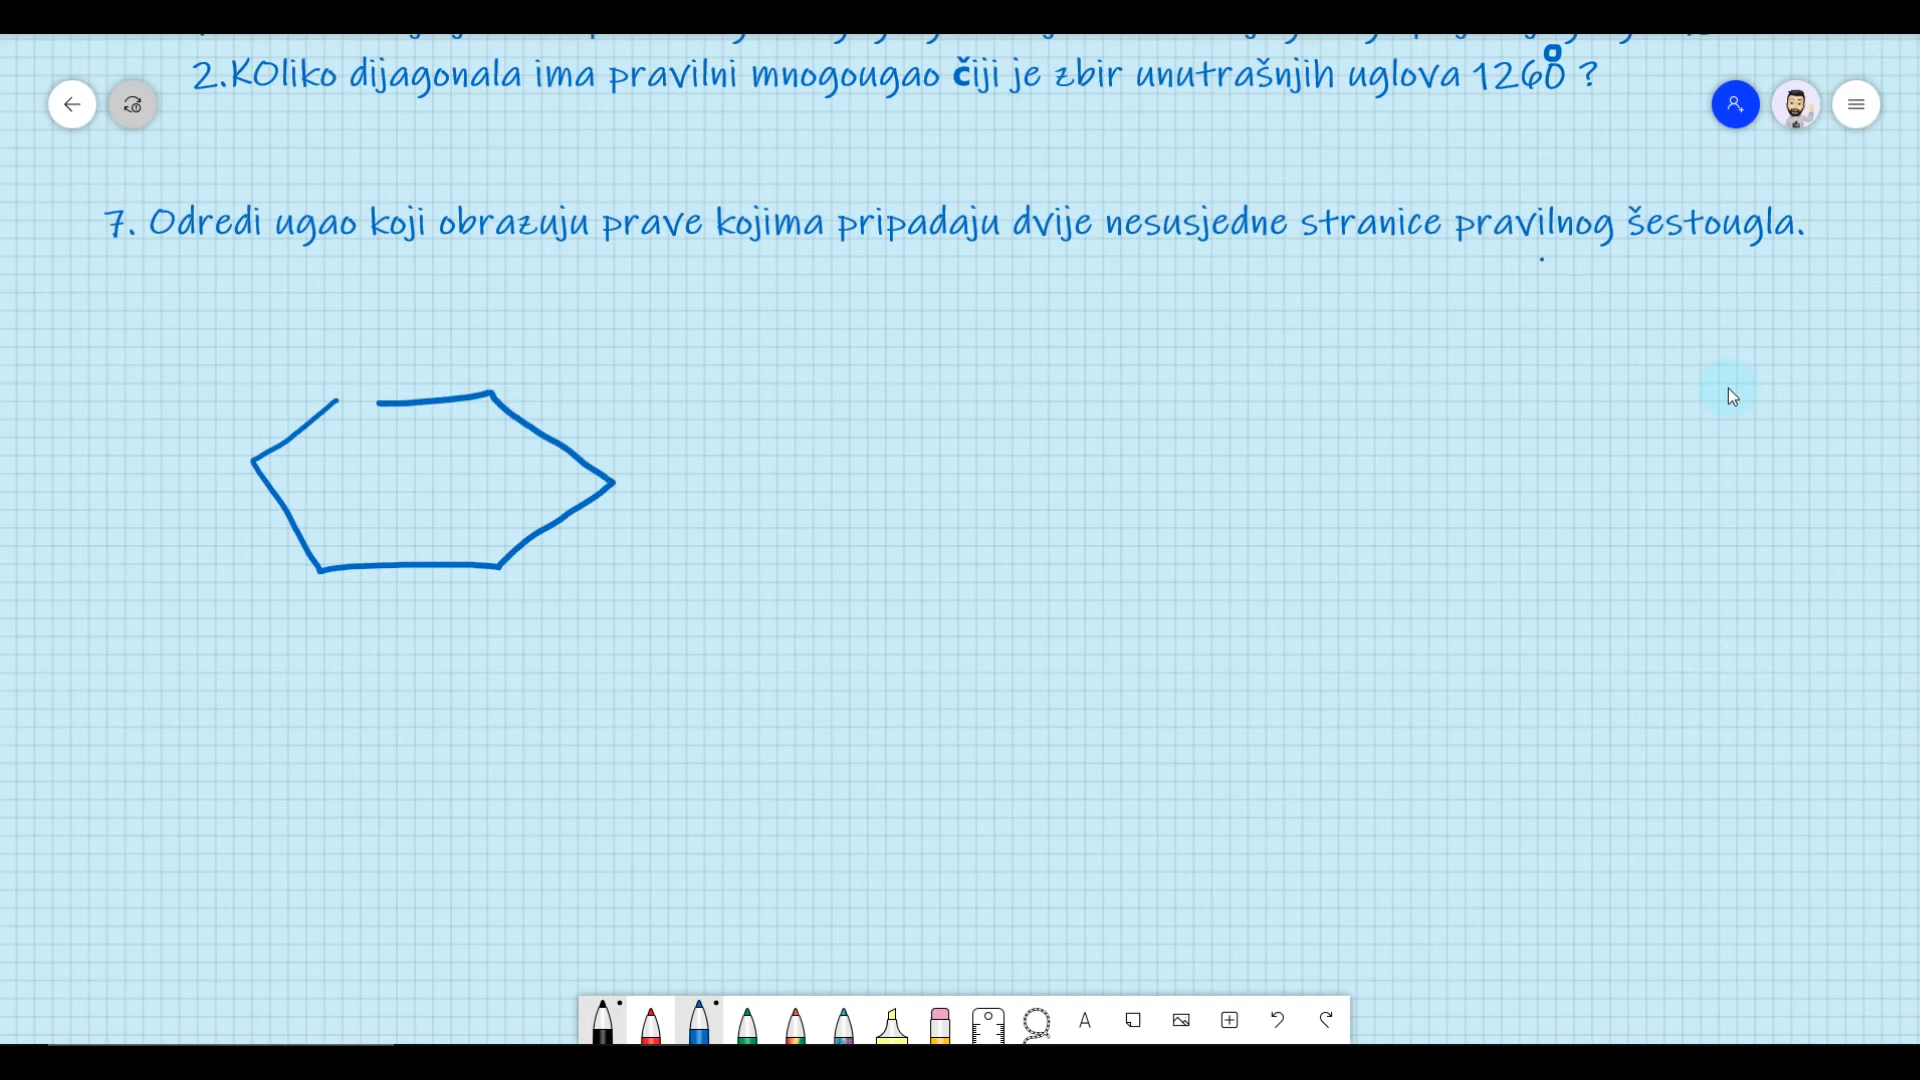 2.KOliko dijagonala ima pravilni mnogougao čiji je zbir unutrašnjih uglova 1260° ?
7. Odredi ugao koji obrazuju prave kojima pripadaju dvije nesusjedne stranice pravilnog šestougla.
A